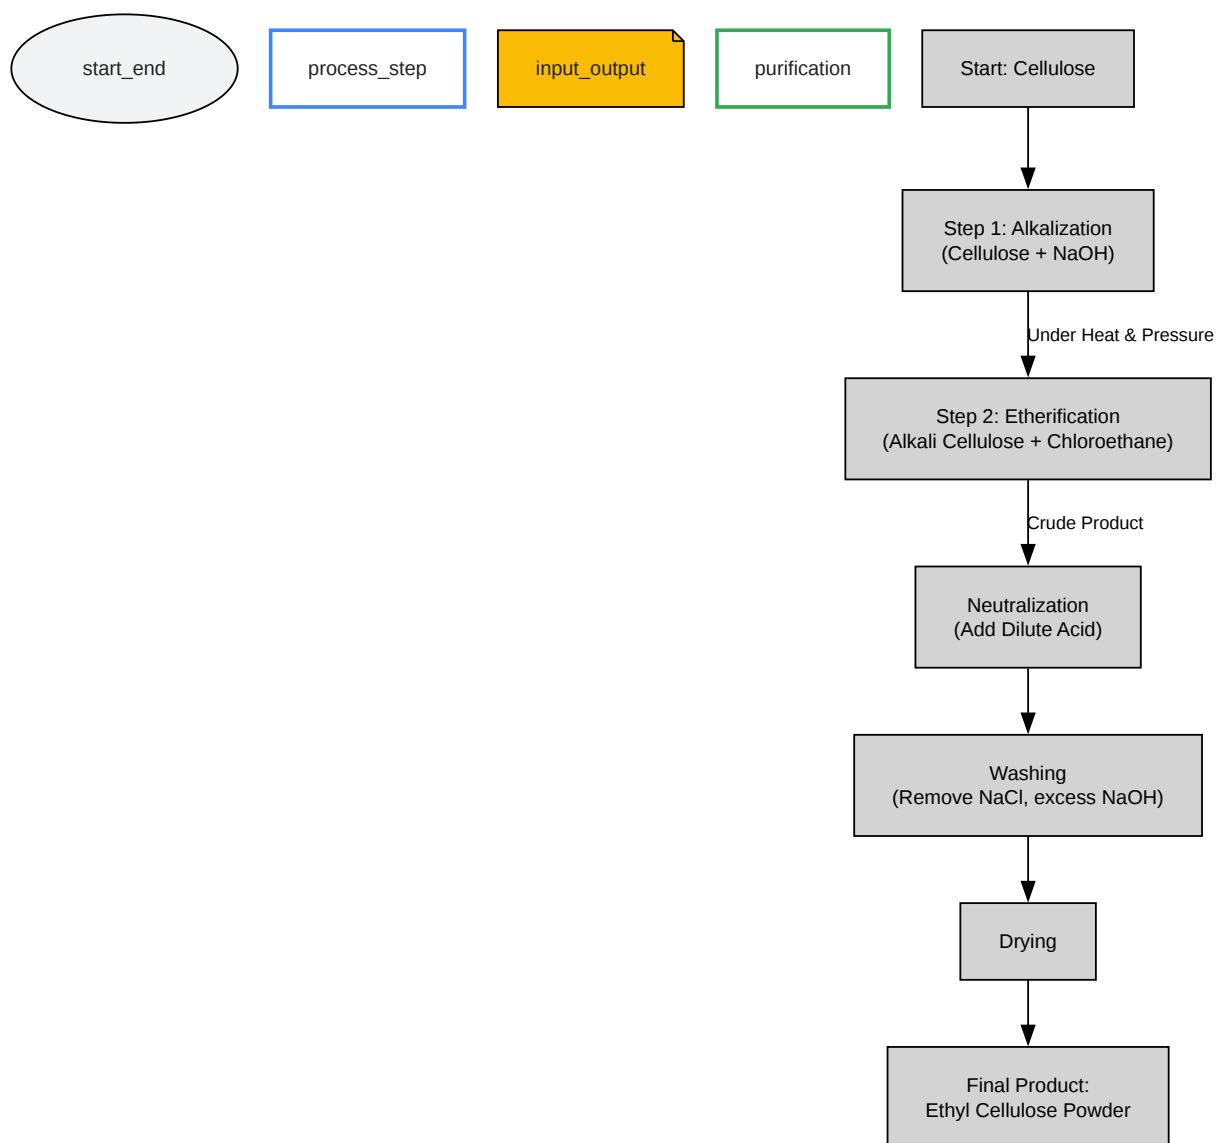 start_end
process_step
input_output
purification
Start: Cellulose
Step 1: Alkalization
(Cellulose + NaOH)
Under Heat & Pressure
Step 2: Etherification
(Alkali Cellulose + Chloroethane)
Crude Product
Neutralization
(Add Dilute Acid)
Washing
(Remove NaCl, excess NaOH)
Drying
Final Product:
Ethyl Cellulose Powder